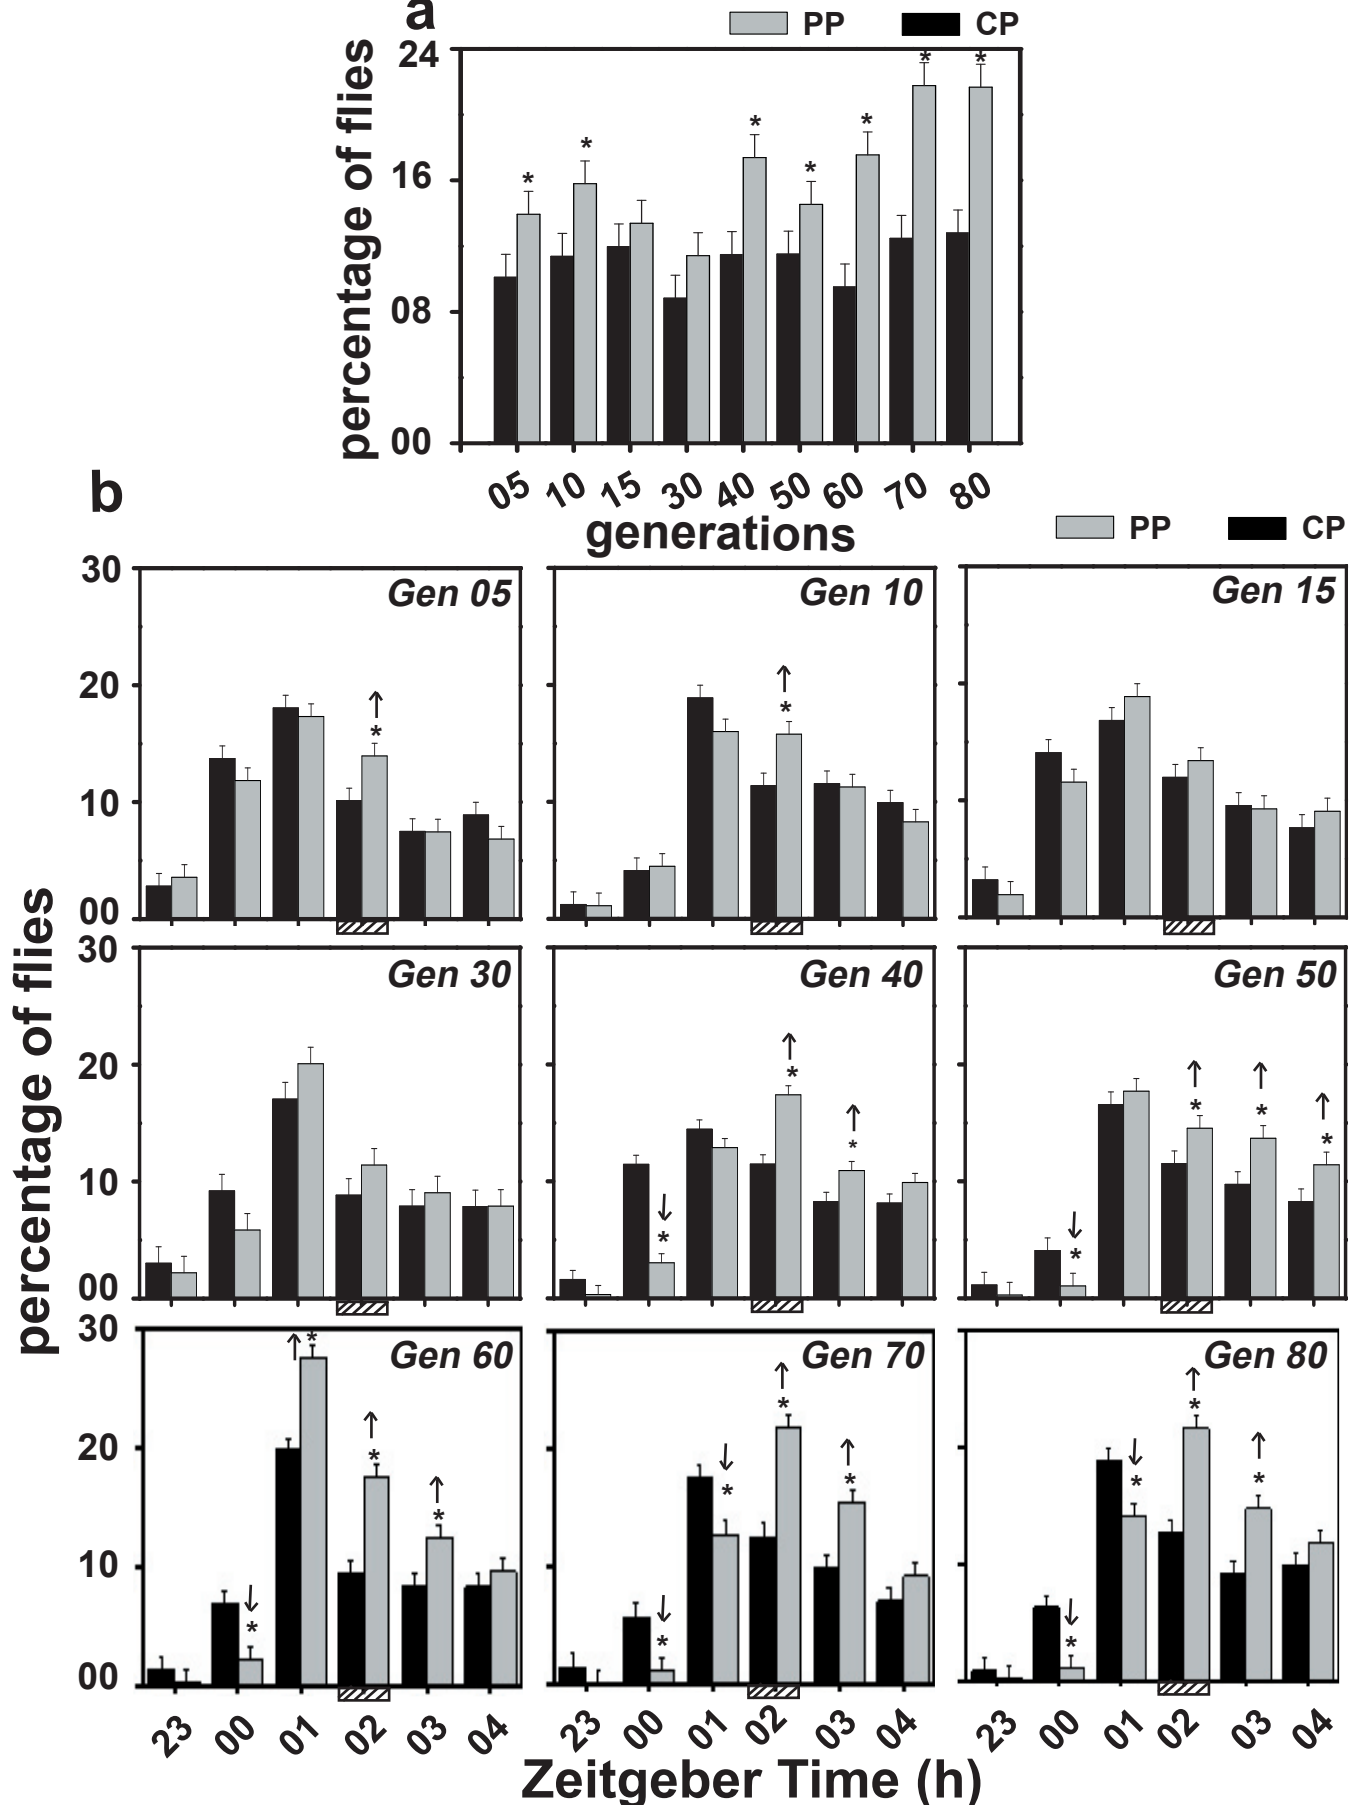 a
PP CP
24
16
08
00
percentage of flies
05 10 15 30 40 50 60 70 80
generations
* * * * * * *
b
PP CP
percentage of flies
30
20
10
00
Gen 05
↑
*
Gen 10
↑
*
Gen 15
30
20
10
00
Gen 30
Gen 40
↓ ↑ ↑
* * *
Gen 50
↓ ↑ ↑ ↑
* * * *
30
20
10
00
Gen 60
↓ ↑ ↑ ↑
* * * *
Gen 70
↓ ↓ ↑ ↑
* * * *
Gen 80
↓ ↓ ↑ ↑
* * * *
23 00 01 02 03 04
23 00 01 02 03 04
23 00 01 02 03 04
Zeitgeber Time (h)